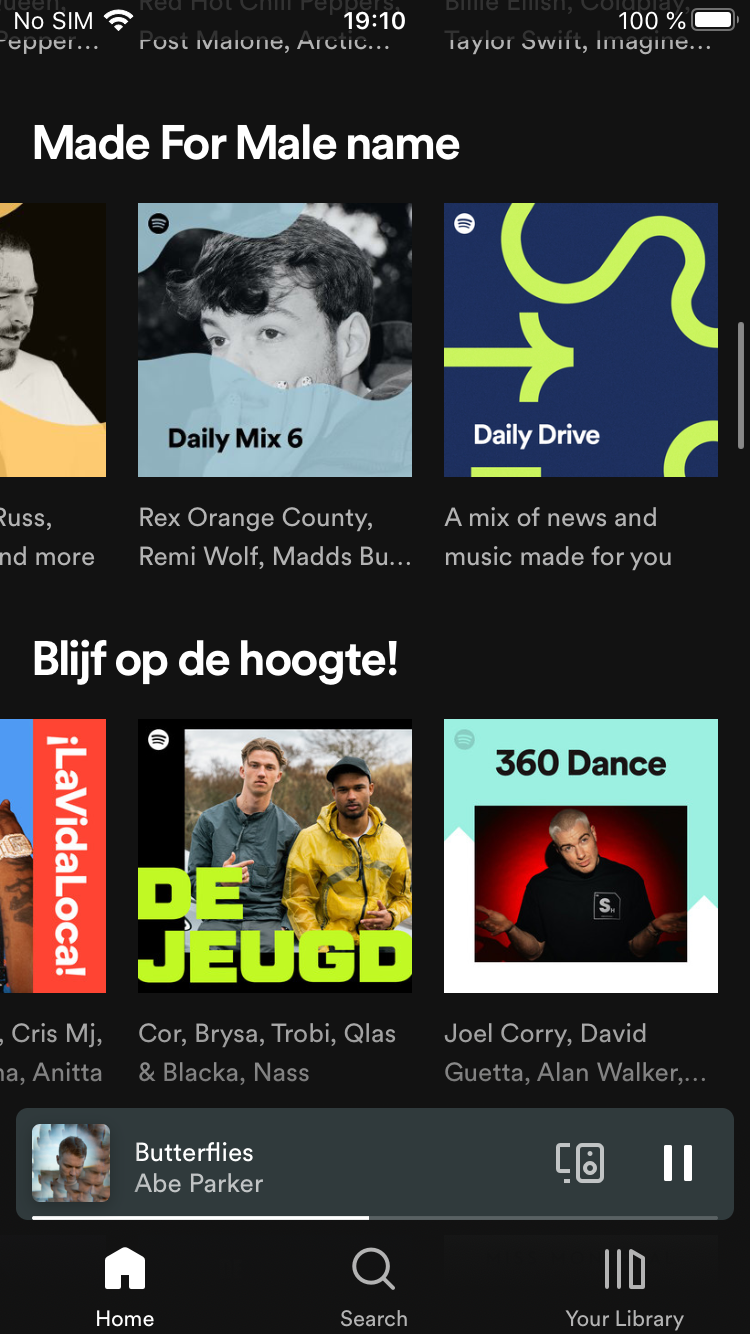 No SIM 19:10 100 %
Red Hot Chili Peppers,
Billie Eilish, Coldplay,
Pepper...
Post Malone, Arctic...
Taylor Swift, Imagine...
Made For Male name
Daily Mix 6
Daily Drive
Russ,
nd more
Rex Orange County,
Remi Wolf, Madds Bu...
A mix of news and
music made for you
Blijf op de hoogte!
¡LaVidaLoca!
DE
JEUGD
360 Dance
S
, Cris Mj,
na, Anitta
Cor, Brysa, Trobi, Qlas
& Blacka, Nass
Joel Corry, David
Guetta, Alan Walker,...
Butterflies
Abe Parker
Home
Search
Your Library